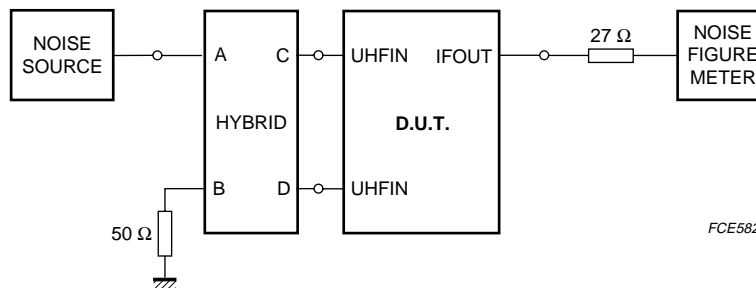 NOISE
SOURCE
A
C
UHFIN
IFOUT
27 Ω
NOISE
FIGURE
METER
HYBRID
D.U.T.
B
D
UHFIN
50 Ω
FCE582